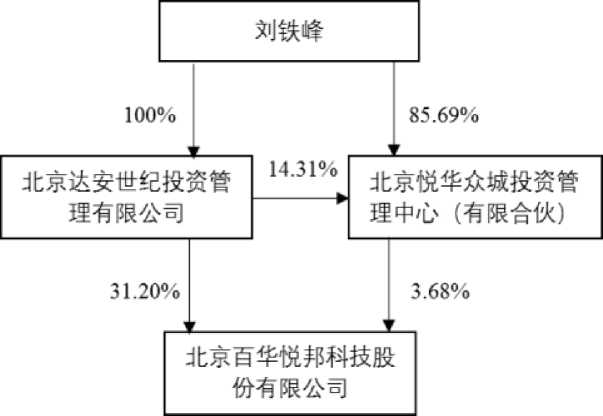 刘铁峰
100%
85.69%
北京达安世纪投资管
理有限公司
14.31%
北京悦华众城投资管
理中心（有限合伙）
31.20%
3.68%
北京百华悦邦科技股
份有限公司